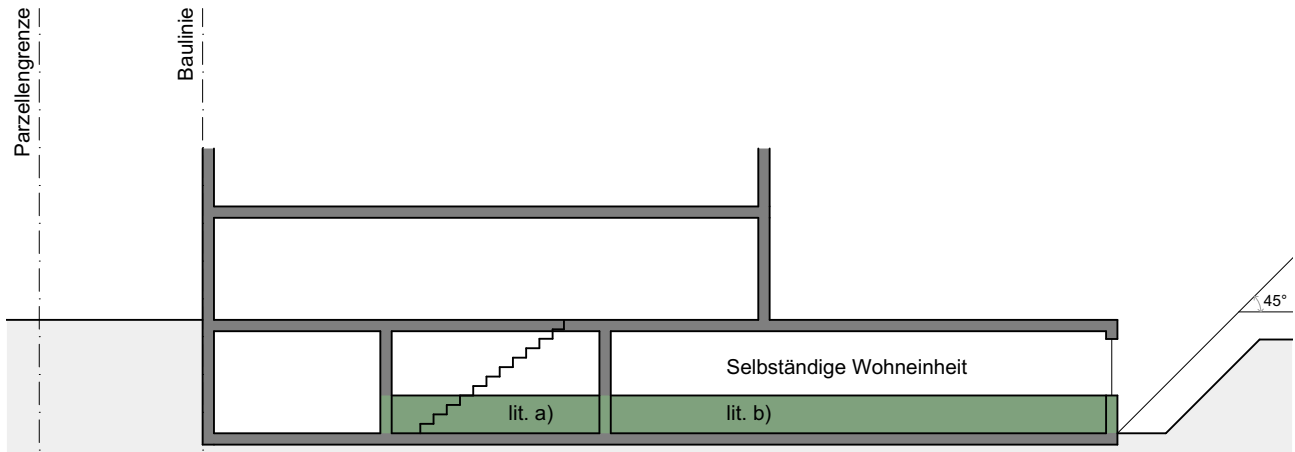 Parzellengrenze
Baulinie
45°
Selbständige Wohneinheit
lit. a)
lit. b)